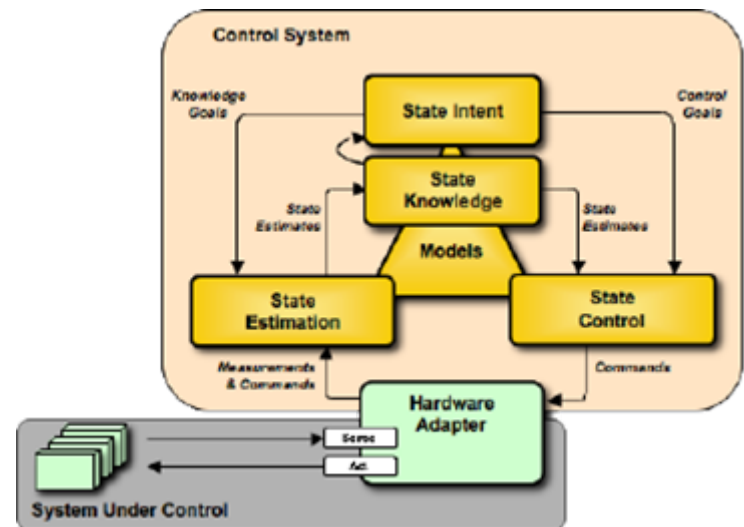 Control System
Knowledge
Goals
State Intent
Control
Goals
State
Knowledge
State
Estimates
State
Estimates
Models
State
Estimation
State
Control
Measurements
& Commands
Commands
Hardware
Adapter
Sense
Act
System Under Control